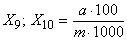 X₉; X₁₀ = a·100 / m·1000